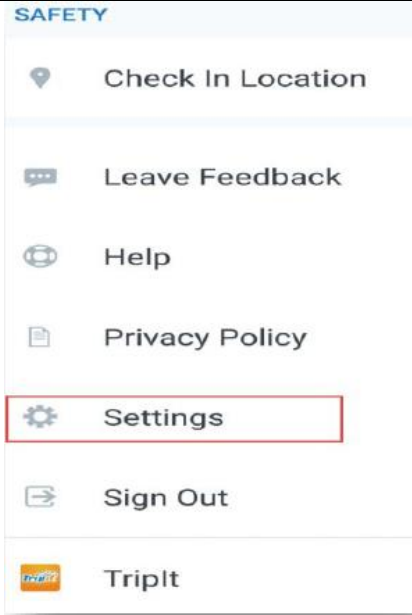 SAFETY
Check In Location
Leave Feedback
Help
Privacy Policy
Settings
Sign Out
TripIt